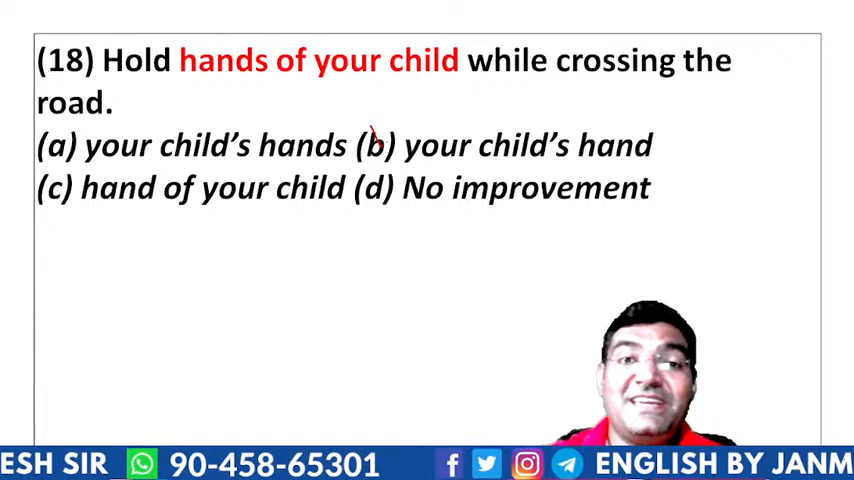 (18) Hold hands of your child while crossing the
road.
(a) your child’s hands (b) your child’s hand
(c) hand of your child (d) No improvement
ESH SIR 90-458-65301 ENGLISH BY JANM